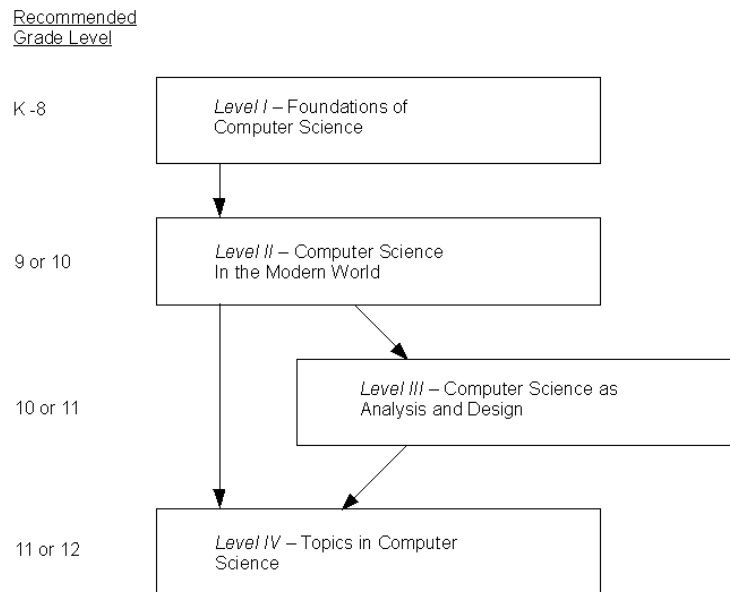 Recommended
Grade Level
K -8
Level I – Foundations of
Computer Science
9 or 10
Level II – Computer Science
In the Modern World
10 or 11
Level III – Computer Science as
Analysis and Design
11 or 12
Level IV – Topics in Computer
Science